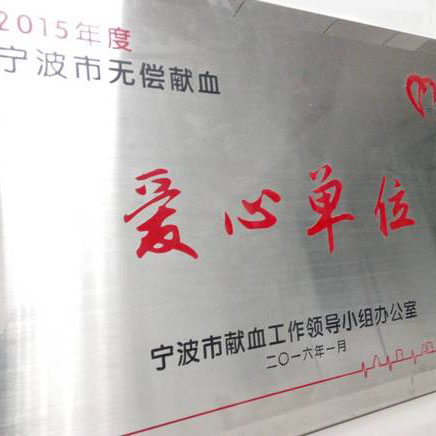 2015年度
宁波市无偿献血
爱心单位
宁波市献血工作领导小组办公室
二〇一六年一月